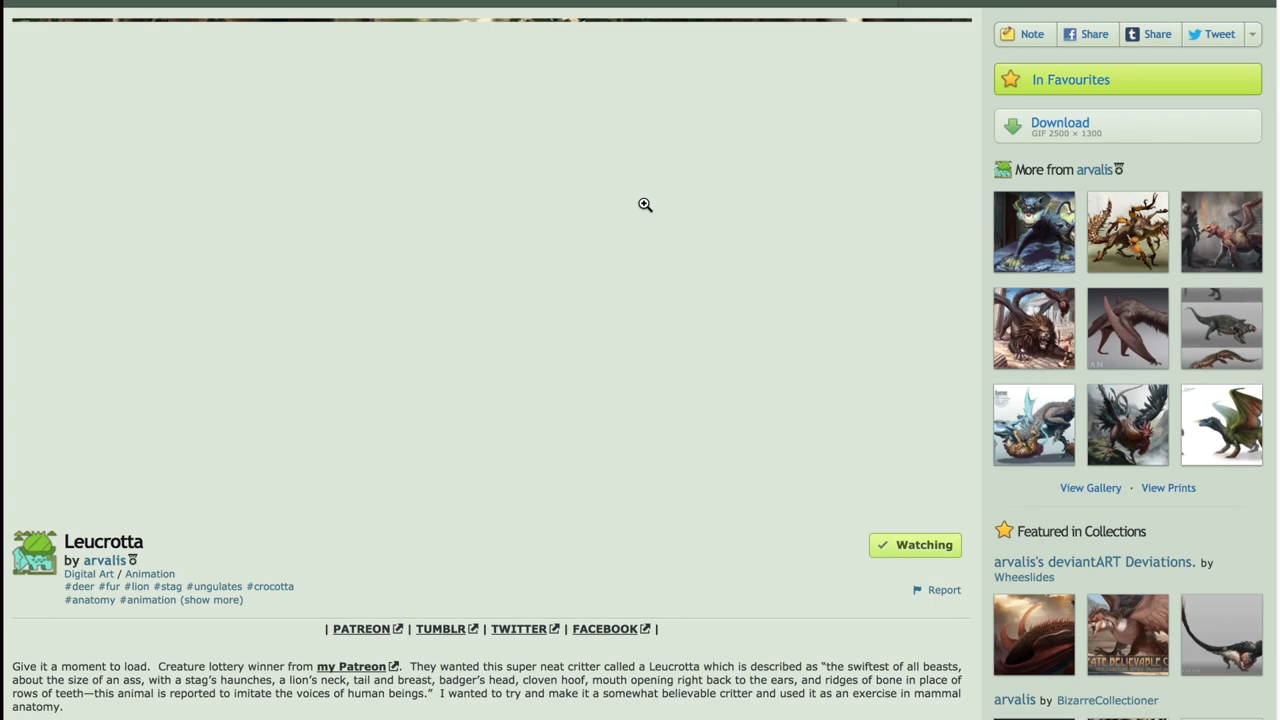 Note
Share
Share
Tweet
In Favourites
Download
GIF 2500 × 1300
More from arvalis
View Gallery · View Prints
Featured in Collections
arvalis's deviantART Deviations. by
Wheeslides
arvalis by BizarreCollectioner
Leucrotta
by arvalis
Digital Art / Animation
#deer #fur #lion #stag #ungulates #crocotta
#anatomy #animation (show more)
Watching
Report
| PATREON | TUMBLR | TWITTER | FACEBOOK |
Give it a moment to load. Creature lottery winner from my Patreon. They wanted this super neat critter called a Leucrotta which is described as “the swiftest of all beasts,
about the size of an ass, with a stag's haunches, a lion's neck, tail and breast, badger's head, cloven hoof, mouth opening right back to the ears, and ridges of bone in place of
rows of teeth—this animal is reported to imitate the voices of human beings.” I wanted to try and make it a somewhat believable critter and used it as an exercise in mammal
anatomy.